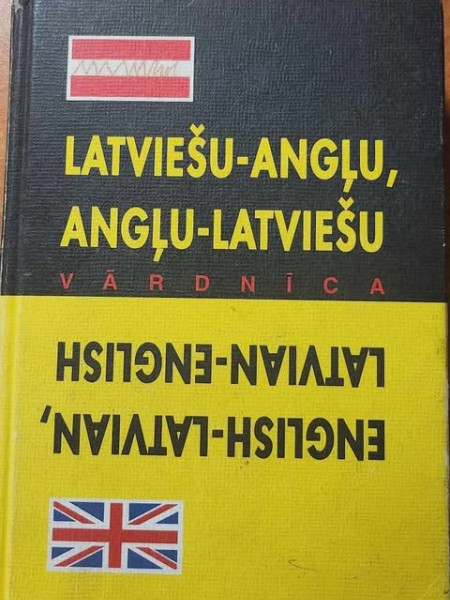 LATVIEŠU-ANGĻU,
ANGĻU-LATVIEŠU
VĀRDNĪCA
ENGLISH-LATVIAN,
LATVIAN-ENGLISH